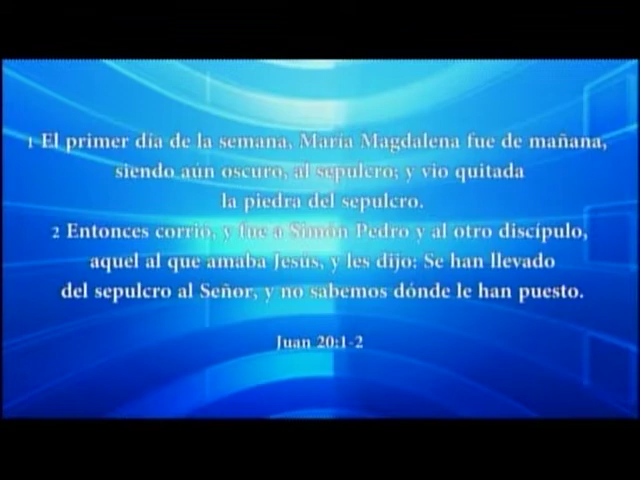 1 El primer día de la semana, María Magdalena fue de mañana,
siendo aún oscuro, al sepulcro; y vio quitada
la piedra del sepulcro.
2 Entonces corrio, y fue a Simón Pedro y al otro discípulo,
aquel al que amaba Jesús, y les dijo: Se han llevado
del sepulcro al Señor, y no sabemos dónde le han puesto.
Juan 20:1-2